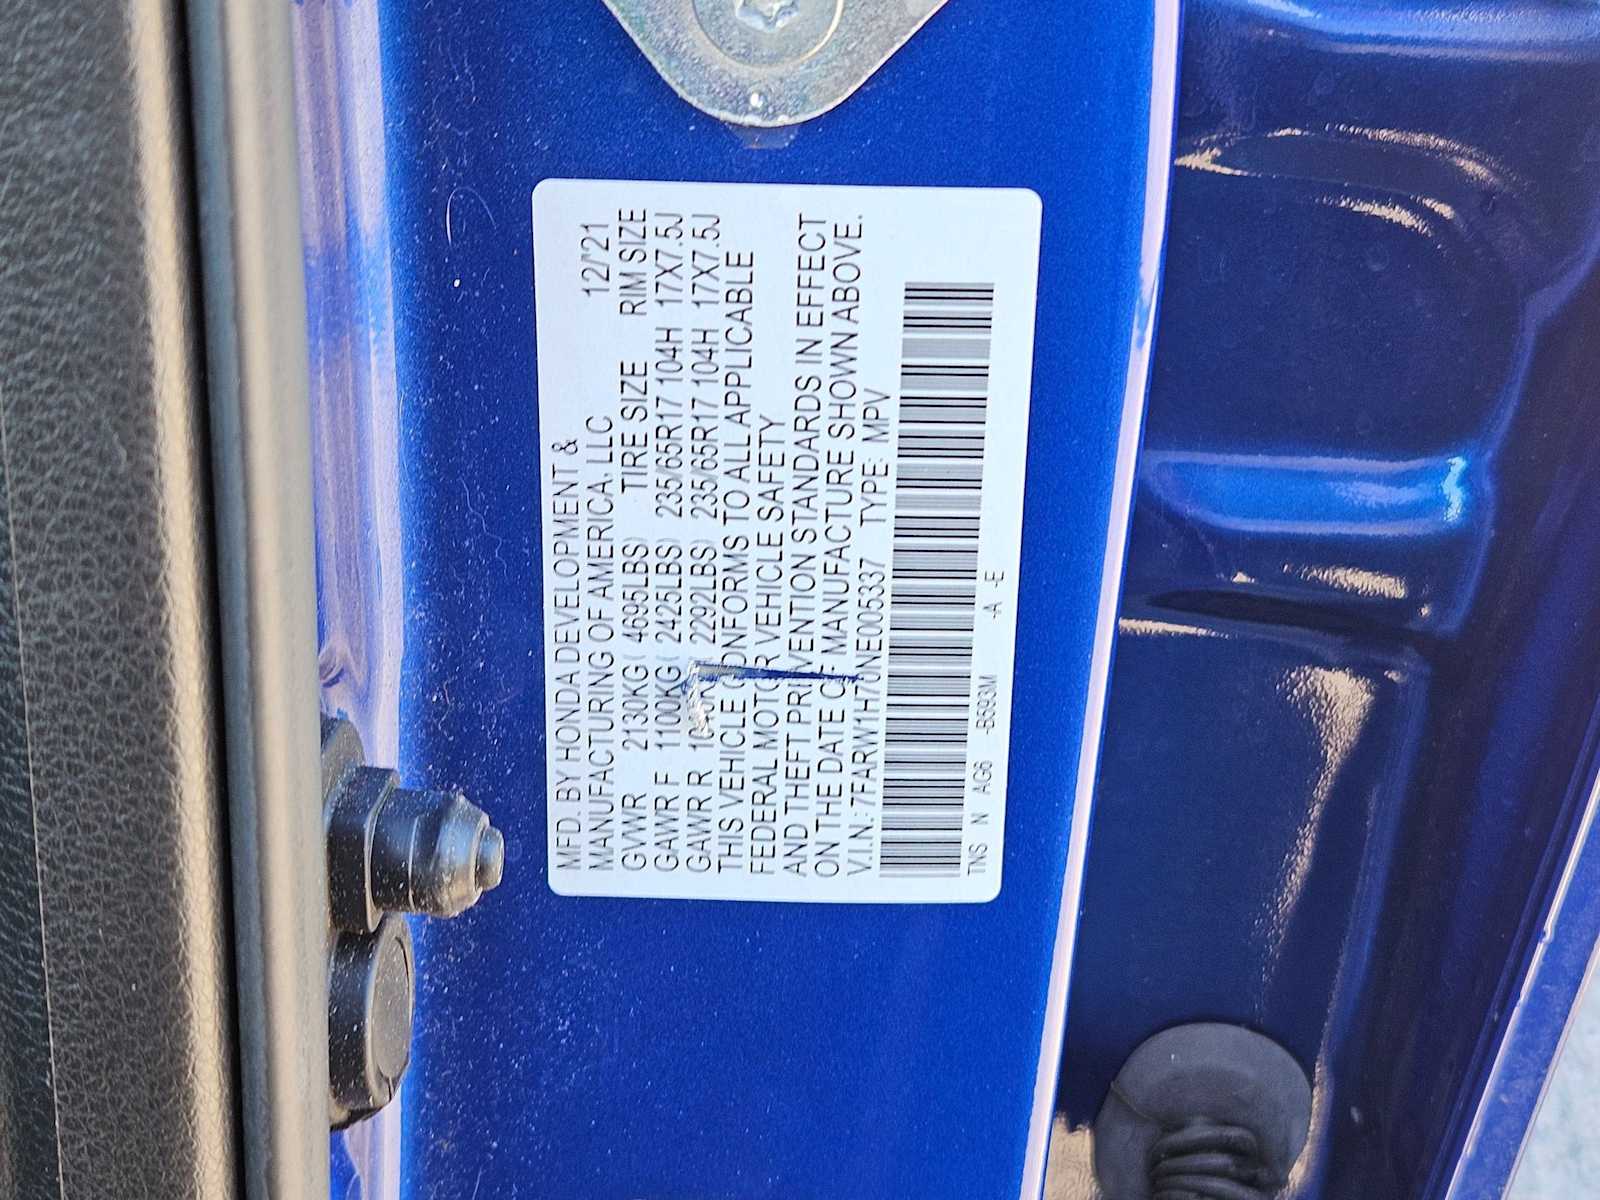 MFD. BY HONDA DEVELOPMENT &
MANUFACTURING OF AMERICA, LLC 12/'21
GVWR 2130KG( 4695LBS) TIRE SIZE RIM SIZE
GAWR F 1100KG( 2425LBS) 235/65R17 104H 17X7.5J
GAWR R 2292LBS) 235/65R17 104H 17X7.5J
THIS VEHICLE CONFORMS TO ALL APPLICABLE
FEDERAL MOTOR VEHICLE SAFETY
AND THEFT PREVENTION STANDARDS IN EFFECT
ON THE DATE OF MANUFACTURE SHOWN ABOVE.
V.I.N.: 7FARW1H70NE005337 TYPE: MPV
TNS N AG6 -B593M -A -E